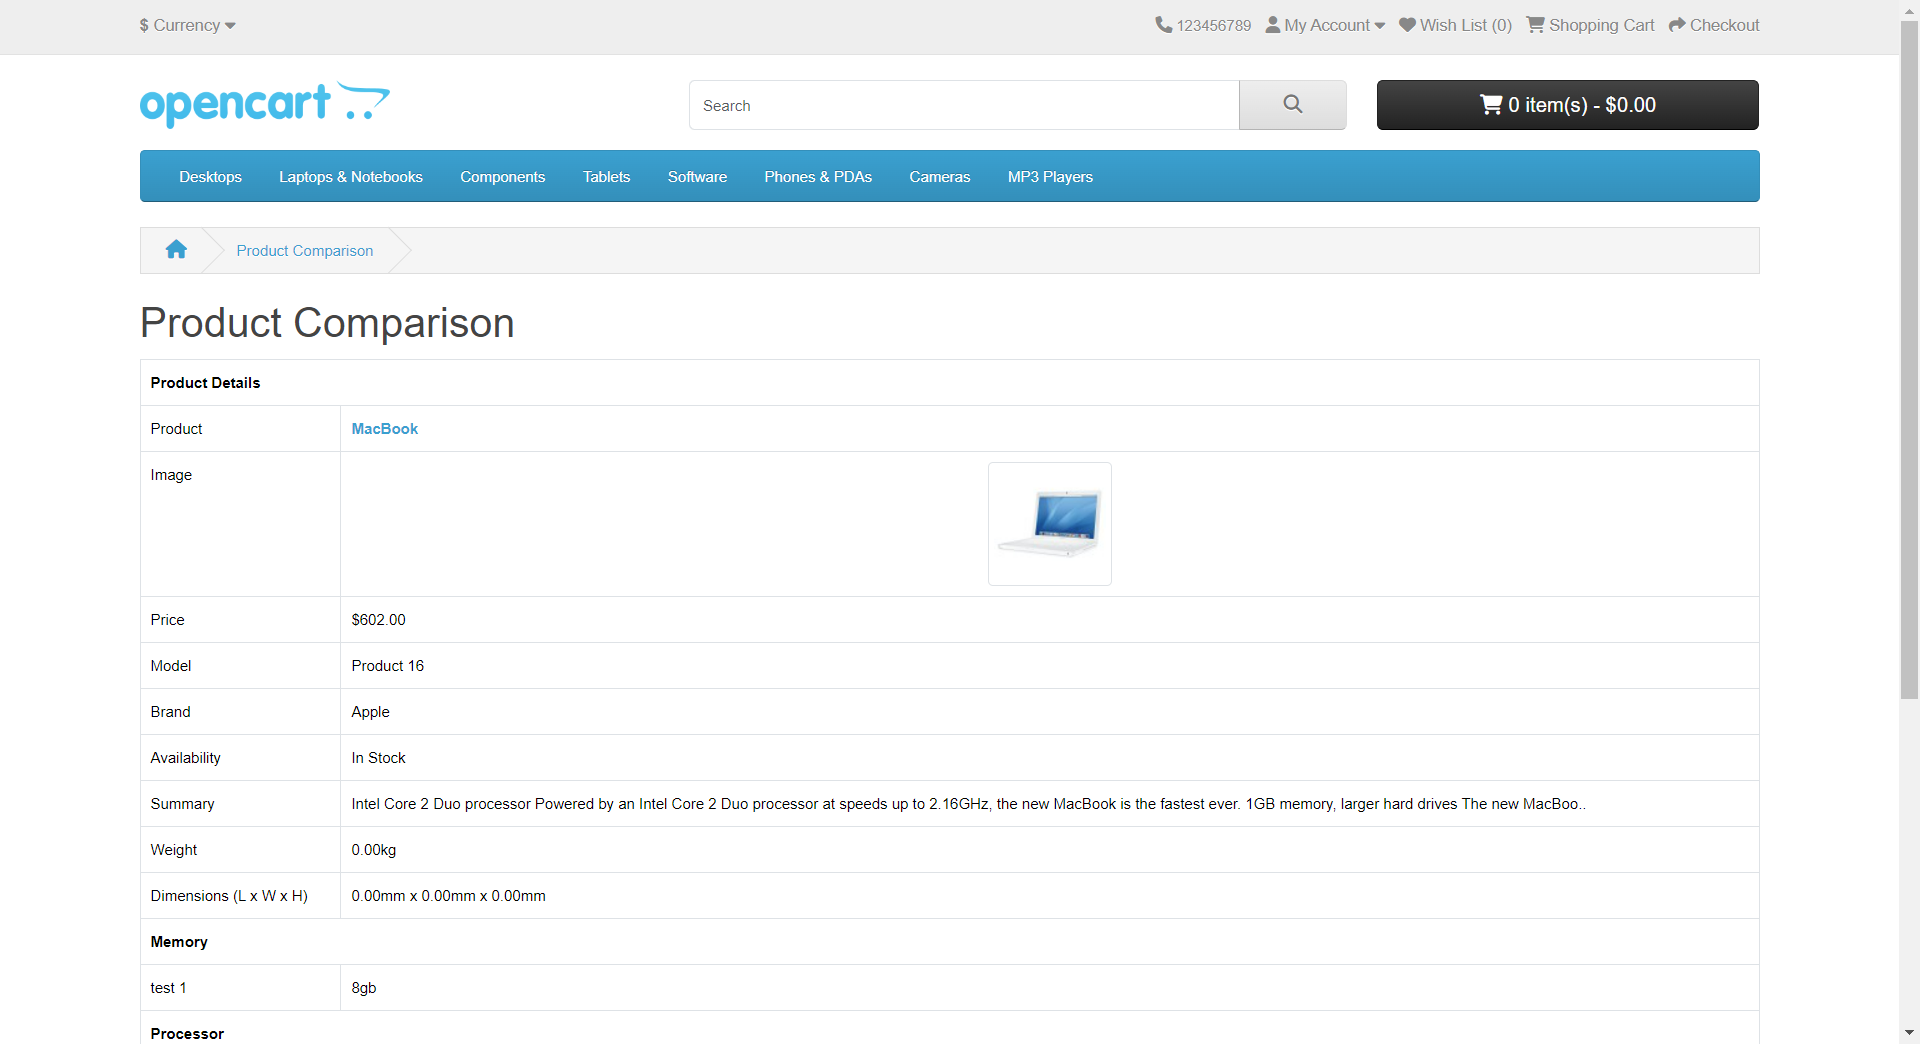 $ Currency
123456789 My Account Wish List (0) Shopping Cart Checkout
opencart
Search
0 item(s) - $0.00
Desktops Laptops & Notebooks Components Tablets Software Phones & PDAs Cameras MP3 Players
Product Comparison
Product Comparison
Product Details
Product MacBook
Image
Price $602.00
Model Product 16
Brand Apple
Availability In Stock
Summary Intel Core 2 Duo processor Powered by an Intel Core 2 Duo processor at speeds up to 2.16GHz, the new MacBook is the fastest ever. 1GB memory, larger hard drives The new MacBoo..
Weight 0.00kg
Dimensions (L x W x H) 0.00mm x 0.00mm x 0.00mm
Memory
test 1 8gb
Processor